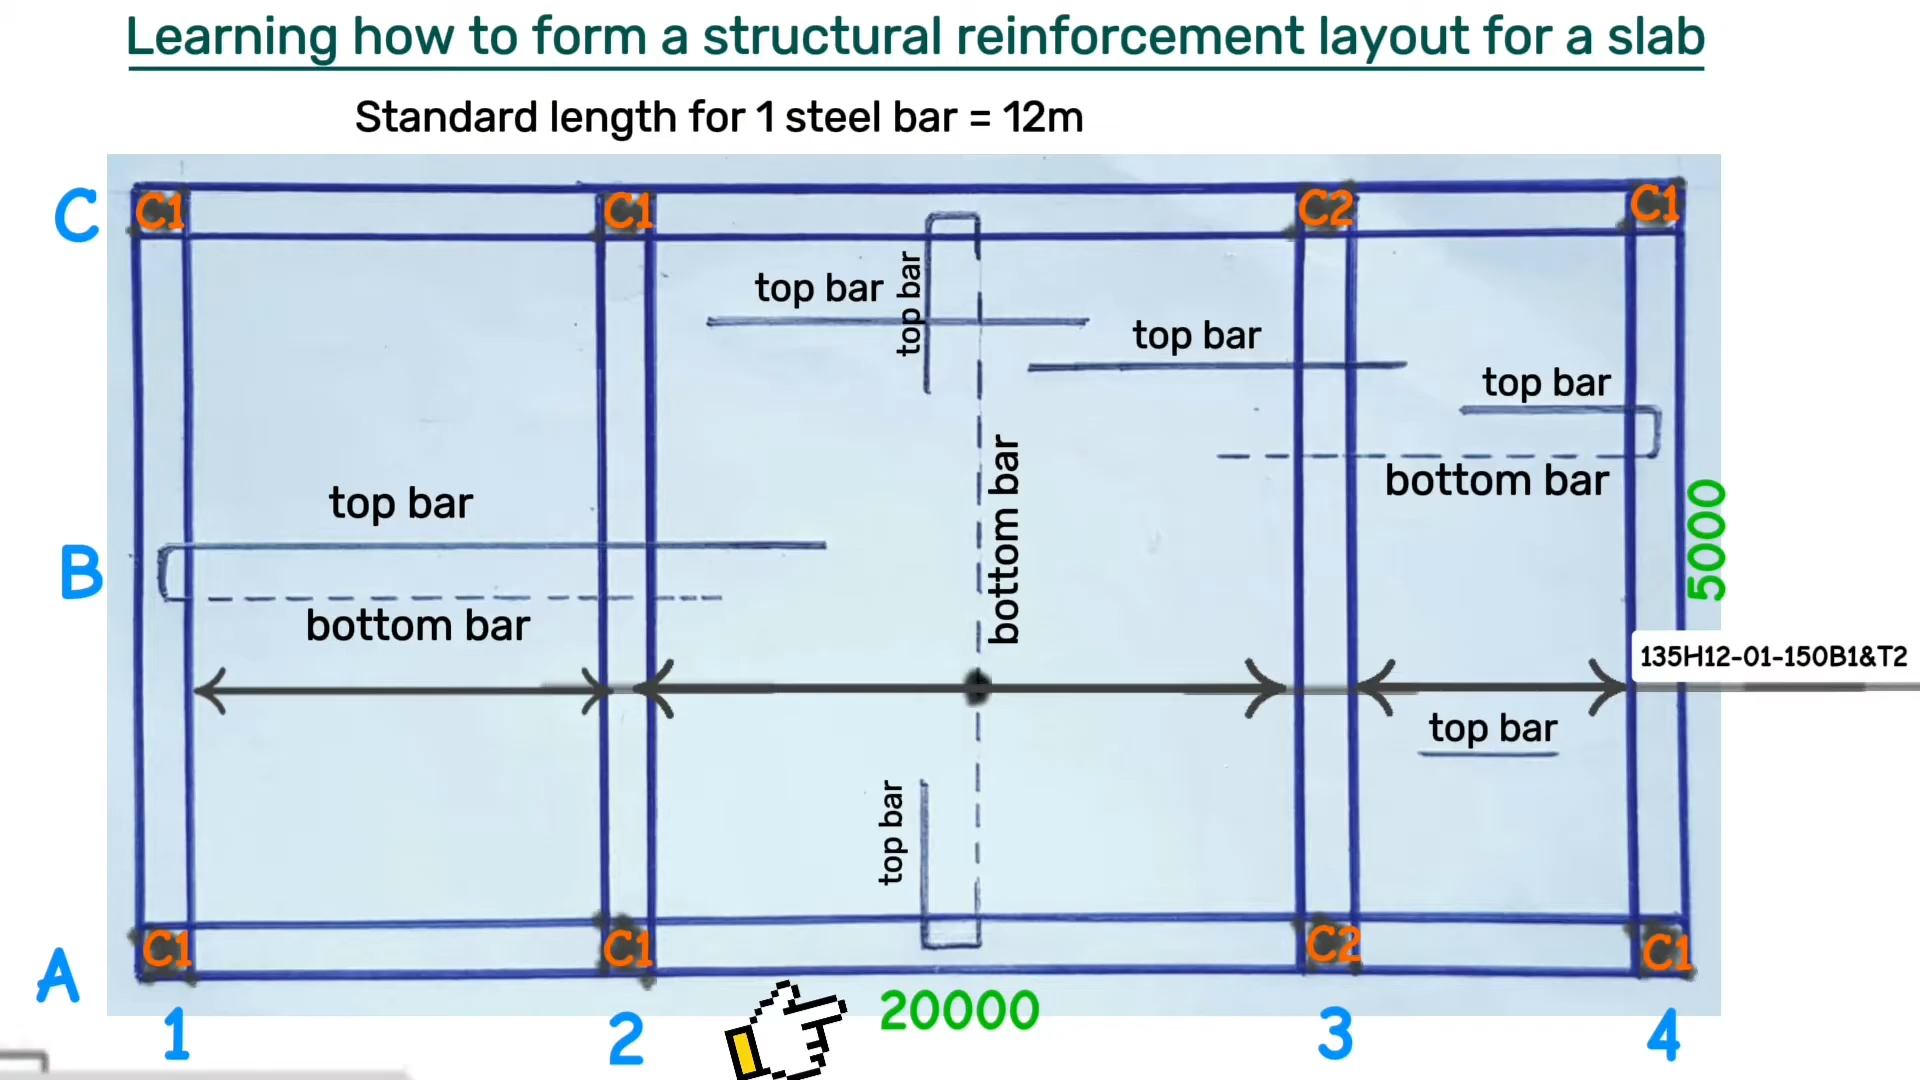 Learning how to form a structural reinforcement layout for a slab
Standard length for 1 steel bar = 12m
C
C1
C1
C2
C1
top bar
top bar
top bar
top bar
top bar
bottom bar
bottom bar
B
bottom bar
5000
135H12-01-150B1&T2
top bar
top bar
A
C1
C1
C2
C1
20000
1
2
3
4